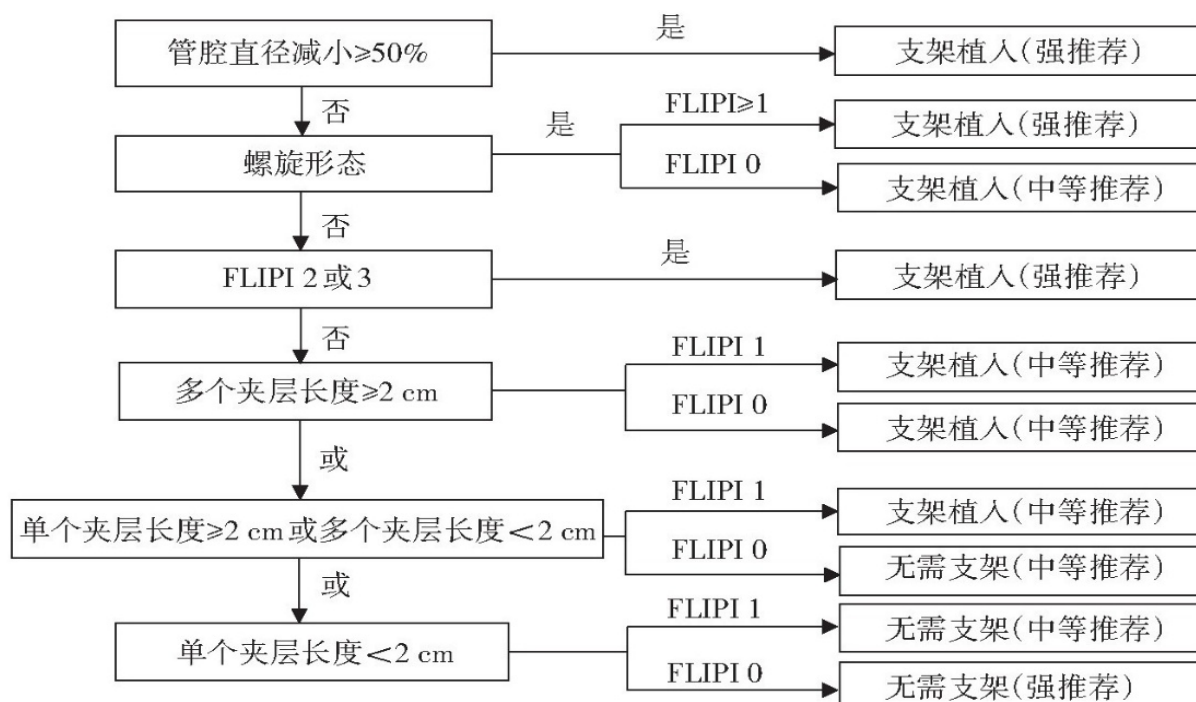 管腔直径减小≥50%
是
支架植入(强推荐)
否
是
FLIPI≥1
支架植入(强推荐)
螺旋形态
FLIPI 0
支架植入(中等推荐)
否
FLIPI 2或3
是
支架植入(强推荐)
否
多个夹层长度≥2 cm
FLIPI 1
支架植入(中等推荐)
FLIPI 0
支架植入(中等推荐)
或
单个夹层长度≥2 cm或多个夹层长度<2 cm
FLIPI 1
支架植入(中等推荐)
FLIPI 0
无需支架(中等推荐)
或
单个夹层长度<2 cm
FLIPI 1
无需支架(中等推荐)
FLIPI 0
无需支架(强推荐)